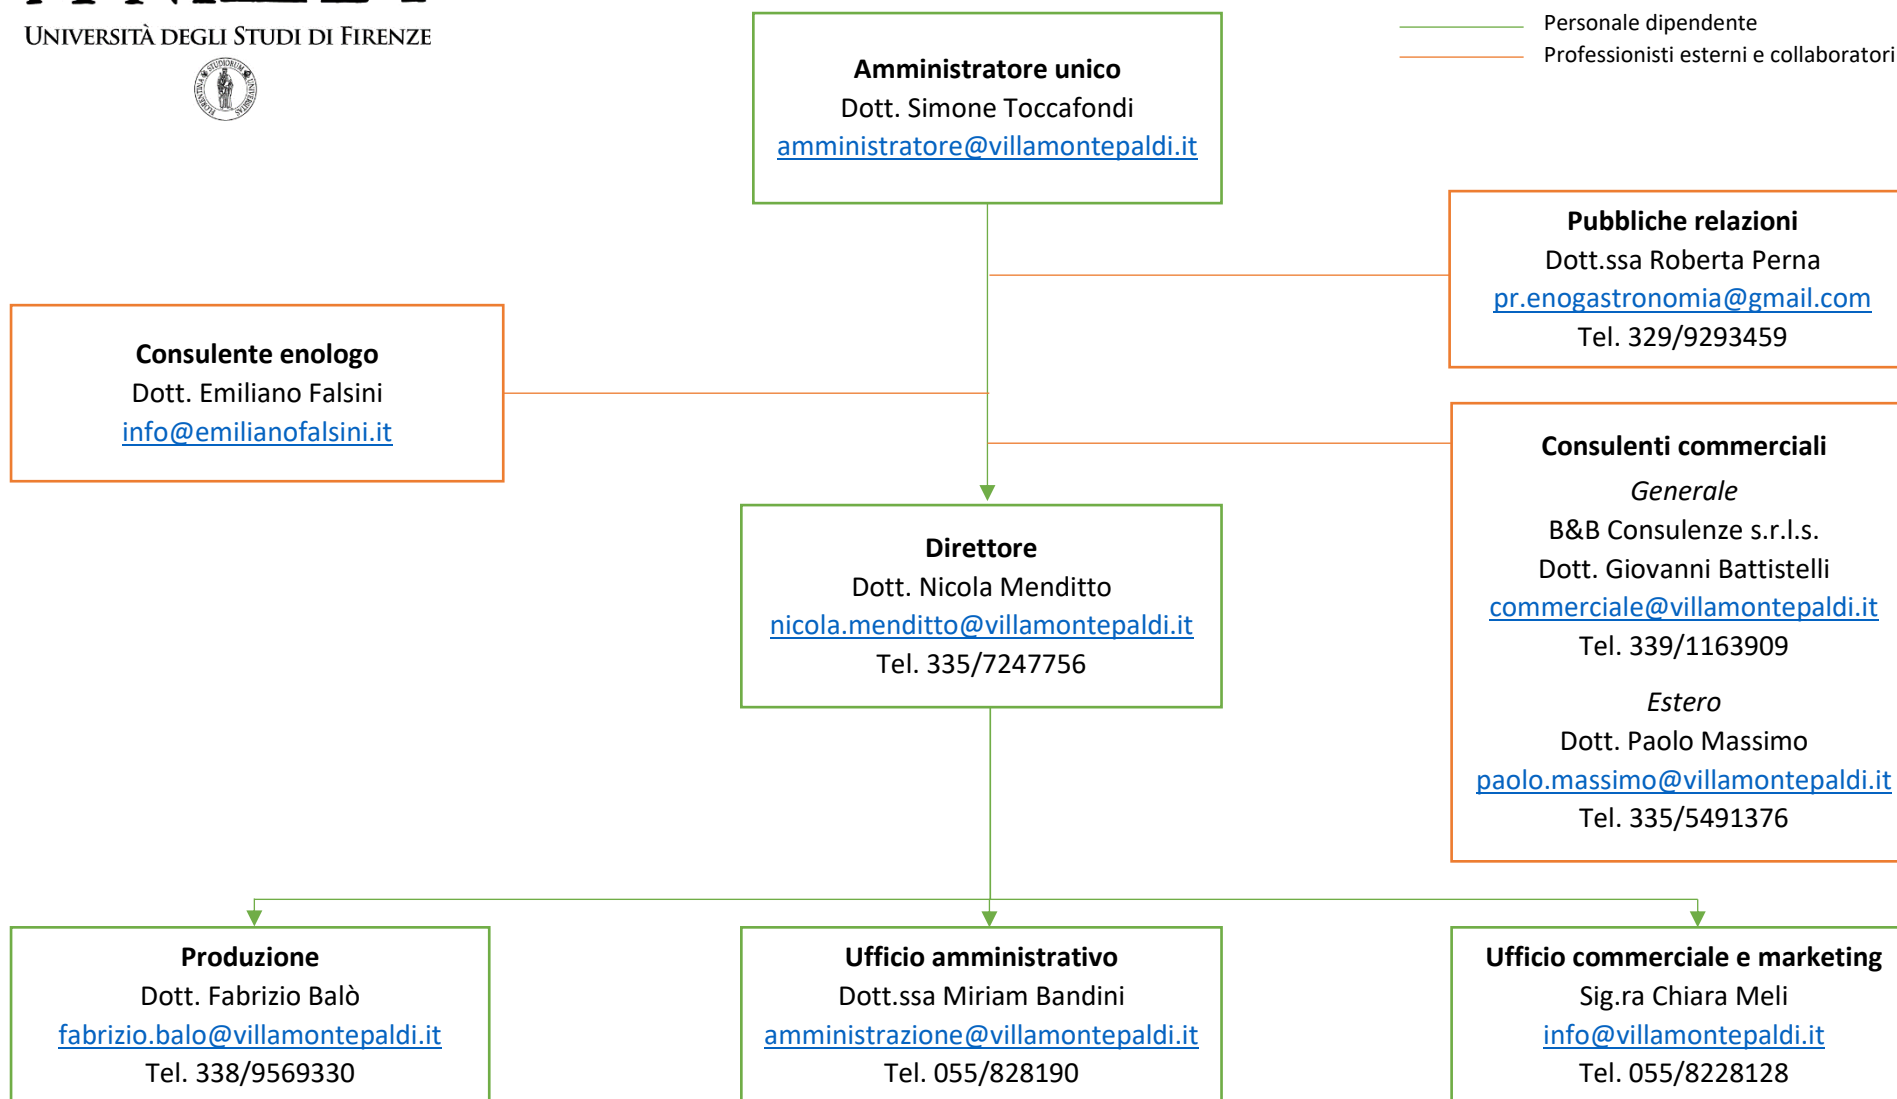 UNIVERSITÀ DEGLI STUDI DI FIRENZE
Personale dipendente
Professionisti esterni e collaboratori
Amministratore unico
Dott. Simone Toccafondi
amministratore@villamontepaldi.it
Pubbliche relazioni
Dott.ssa Roberta Perna
pr.enogastronomia@gmail.com
Tel. 329/9293459
Consulente enologo
Dott. Emiliano Falsini
info@emilianofalsini.it
Consulenti commerciali
Generale
B&B Consulenze s.r.l.s.
Dott. Giovanni Battistelli
commerciale@villamontepaldi.it
Tel. 339/1163909
Estero
Dott. Paolo Massimo
paolo.massimo@villamontepaldi.it
Tel. 335/5491376
Direttore
Dott. Nicola Menditto
nicola.menditto@villamontepaldi.it
Tel. 335/7247756
Produzione
Dott. Fabrizio Balò
fabrizio.balo@villamontepaldi.it
Tel. 338/9569330
Ufficio amministrativo
Dott.ssa Miriam Bandini
amministrazione@villamontepaldi.it
Tel. 055/828190
Ufficio commerciale e marketing
Sig.ra Chiara Meli
info@villamontepaldi.it
Tel. 055/8228128